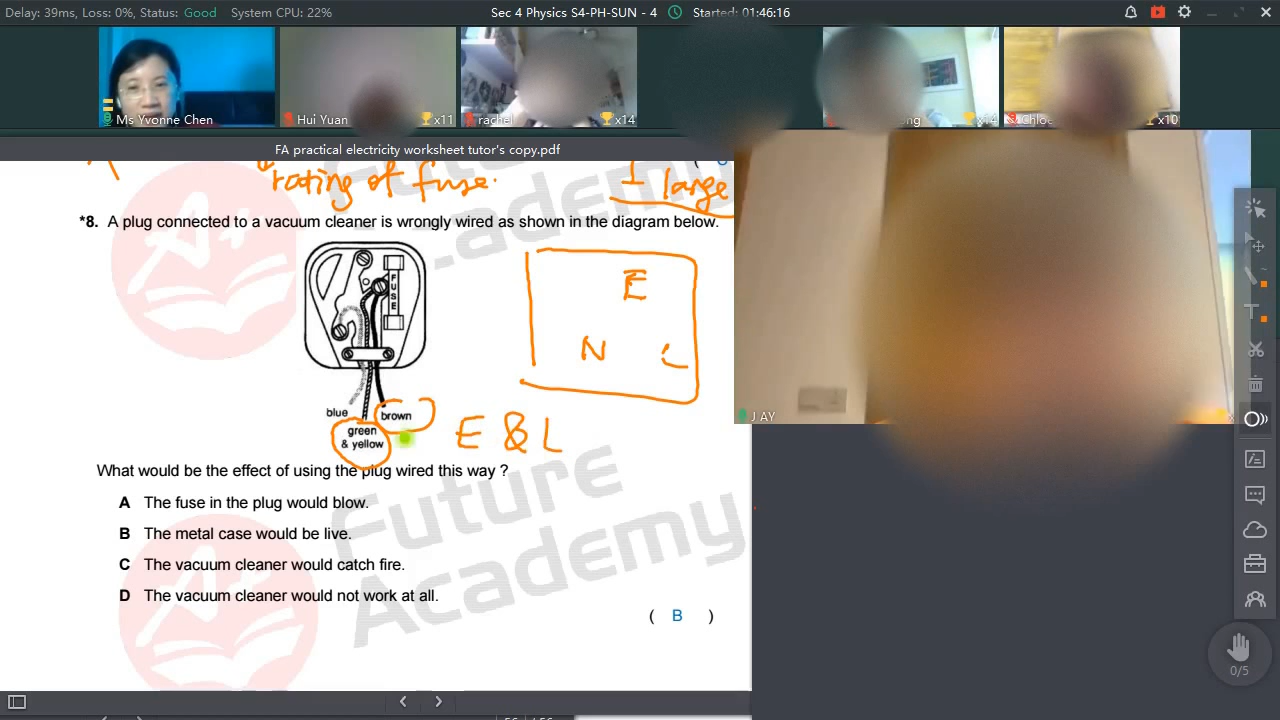 Delay: 39ms, Loss: 0%, Status: Good System CPU: 22% Sec 4 Physics S4-PH-SUN - 4 Started: 01:46:16
Ms Yvonne Chen Hui Yuan x11 rachel x14 x14 Chloe x10
FA practical electricity worksheet tutor's copy.pdf
rating of fuse. 1 large
*8. A plug connected to a vacuum cleaner is wrongly wired as shown in the diagram below.
FUSE
E
N L
blue brown
green
& yellow
E & L
J AY
What would be the effect of using the plug wired this way ?
A The fuse in the plug would blow.
B The metal case would be live.
C The vacuum cleaner would catch fire.
D The vacuum cleaner would not work at all.
( B )
A+
Future
Academy
0/5
56 / 56